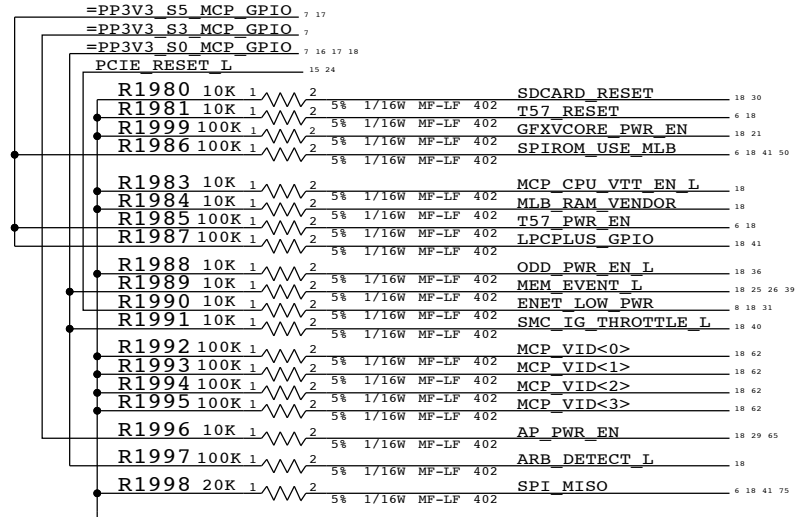 =PP3V3_S5_MCP_GPIO 7 17
=PP3V3_S3_MCP_GPIO 7
=PP3V3_S0_MCP_GPIO 7 16 17 18
PCIE_RESET_L 15 24
R1980 10K 1 2 SDCARD_RESET 18 30
5% 1/16W MF-LF 402
R1981 10K 1 2 T57_RESET 6 18
5% 1/16W MF-LF 402
R1999 100K 1 2 GFXVCORE_PWR_EN 18 21
5% 1/16W MF-LF 402
R1986 100K 1 2 SPIROM_USE_MLB 6 18 41 50
5% 1/16W MF-LF 402
R1983 10K 1 2 MCP_CPU_VTT_EN_L 18
5% 1/16W MF-LF 402
R1984 10K 1 2 MLB_RAM_VENDOR 18
5% 1/16W MF-LF 402
R1985 100K 1 2 T57_PWR_EN 6 18
5% 1/16W MF-LF 402
R1987 100K 1 2 LPCPLUS_GPIO 18 41
5% 1/16W MF-LF 402
R1988 10K 1 2 ODD_PWR_EN_L 18 36
5% 1/16W MF-LF 402
R1989 10K 1 2 MEM_EVENT_L 18 25 26 39
5% 1/16W MF-LF 402
R1990 10K 1 2 ENET_LOW_PWR 8 18 31
5% 1/16W MF-LF 402
R1991 10K 1 2 SMC_IG_THROTTLE_L 18 40
5% 1/16W MF-LF 402
R1992 100K 1 2 MCP_VID<0> 18 62
5% 1/16W MF-LF 402
R1993 100K 1 2 MCP_VID<1> 18 62
5% 1/16W MF-LF 402
R1994 100K 1 2 MCP_VID<2> 18 62
5% 1/16W MF-LF 402
R1995 100K 1 2 MCP_VID<3> 18 62
5% 1/16W MF-LF 402
R1996 10K 1 2 AP_PWR_EN 18 29 65
5% 1/16W MF-LF 402
R1997 100K 1 2 ARB_DETECT_L 18
5% 1/16W MF-LF 402
R1998 20K 1 2 SPI_MISO 6 18 41 75
5% 1/16W MF-LF 402